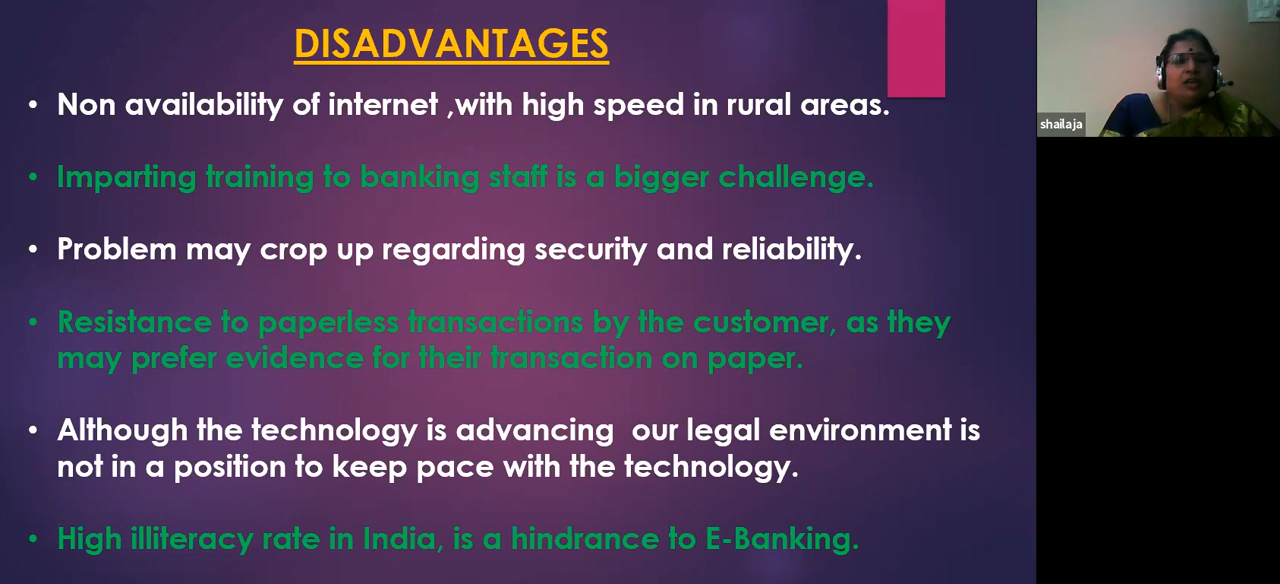 DISADVANTAGES
• Non availability of internet ,with high speed in rural areas.
• Imparting training to banking staff is a bigger challenge.
• Problem may crop up regarding security and reliability.
• Resistance to paperless transactions by the customer, as they
may prefer evidence for their transaction on paper.
• Although the technology is advancing  our legal environment is
not in a position to keep pace with the technology.
• High illiteracy rate in India, is a hindrance to E-Banking.
shailaja